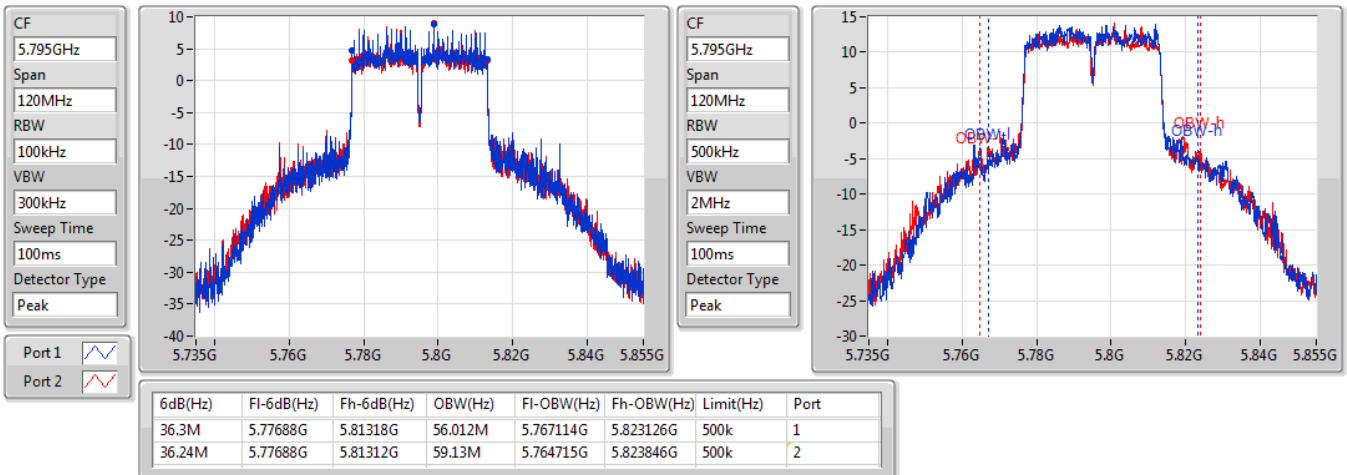 CF
5.795GHz
Span
120MHz
RBW
100kHz
VBW
300kHz
Sweep Time
100ms
Detector Type
Peak
Port 1
Port 2
10
5
0
-5
-10
-15
-20
-25
-30
-35
-40
5.735G 5.76G 5.78G 5.8G 5.82G 5.84G 5.855G
CF
5.795GHz
Span
120MHz
RBW
500kHz
VBW
2MHz
Sweep Time
100ms
Detector Type
Peak
15
10
5
0
-5
-10
-15
-20
-25
-30
OBW-l
OBW-h
OBW-h
5.735G 5.76G 5.78G 5.8G 5.82G 5.84G 5.855G
6dB(Hz) Fl-6dB(Hz) Fh-6dB(Hz) OBW(Hz) Fl-OBW(Hz) Fh-OBW(Hz) Limit(Hz) Port
36.3M 5.77688G 5.81318G 56.012M 5.767114G 5.823126G 500k 1
36.24M 5.77688G 5.81312G 59.13M 5.764715G 5.823846G 500k 2